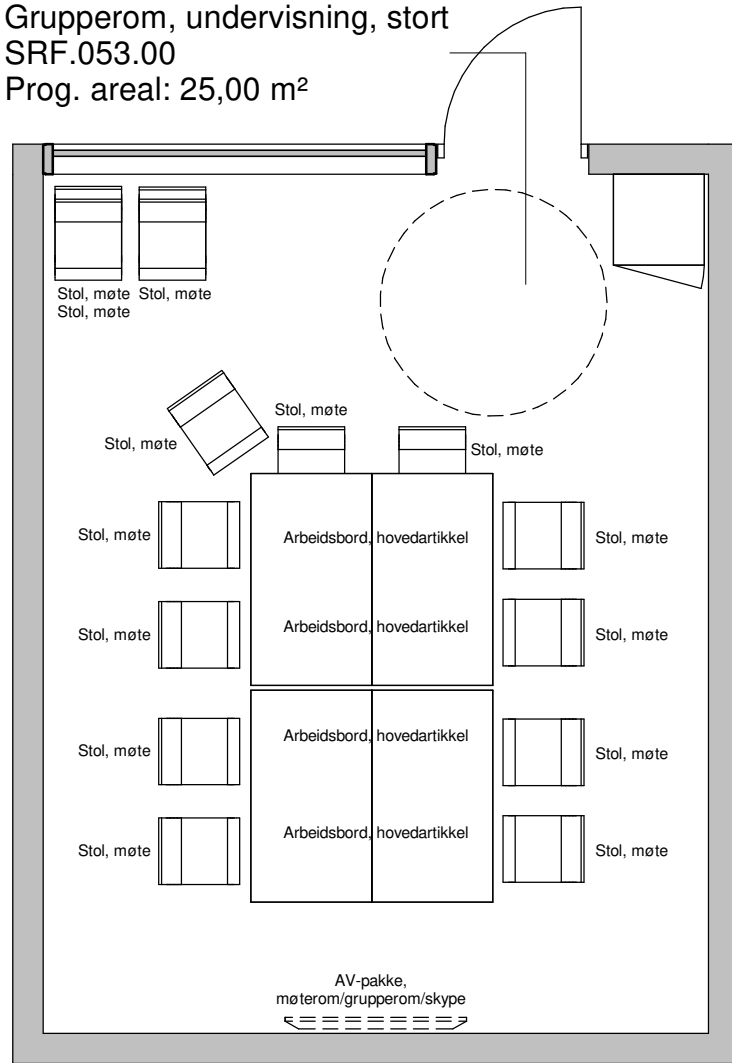 Grupperom, undervisning, stort
SRF.053.00
Prog. areal: 25,00 m²
Stol, møte
Stol, møte
Stol, møte
Stol, møte
Stol, møte
Stol, møte
Stol, møte
Arbeidsbord, hovedartikkel
Stol, møte
Stol, møte
Arbeidsbord, hovedartikkel
Stol, møte
Stol, møte
Arbeidsbord, hovedartikkel
Stol, møte
Stol, møte
Arbeidsbord, hovedartikkel
Stol, møte
AV-pakke,
møterom/grupperom/skype